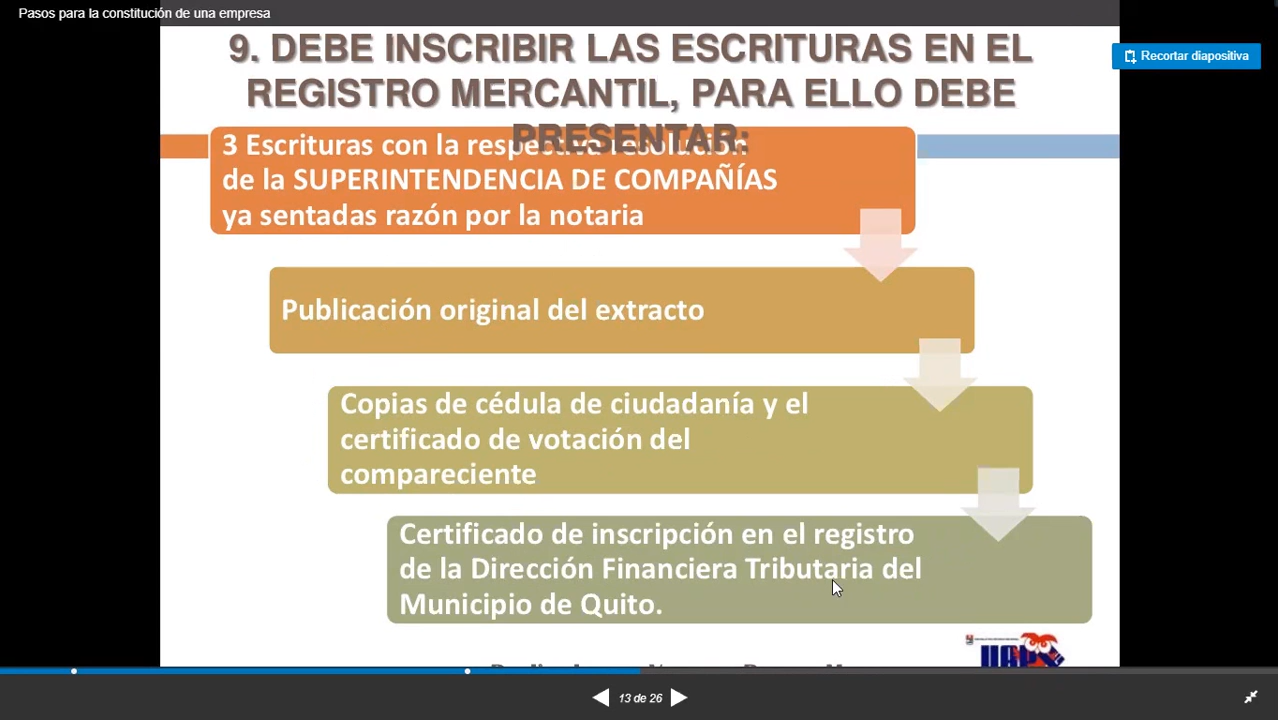 Pasos para la constitución de una empresa
Recortar diapositiva
9. DEBE INSCRIBIR LAS ESCRITURAS EN EL
REGISTRO MERCANTIL, PARA ELLO DEBE
PRESENTAR:
3 Escrituras con la respectiva resolución
de la SUPERINTENDENCIA DE COMPAÑÍAS
ya sentadas razón por la notaria
Publicación original del extracto
Copias de cédula de ciudadanía y el
certificado de votación del
compareciente
Certificado de inscripción en el registro
de la Dirección Financiera Tributaria del
Municipio de Quito.
13 de 26